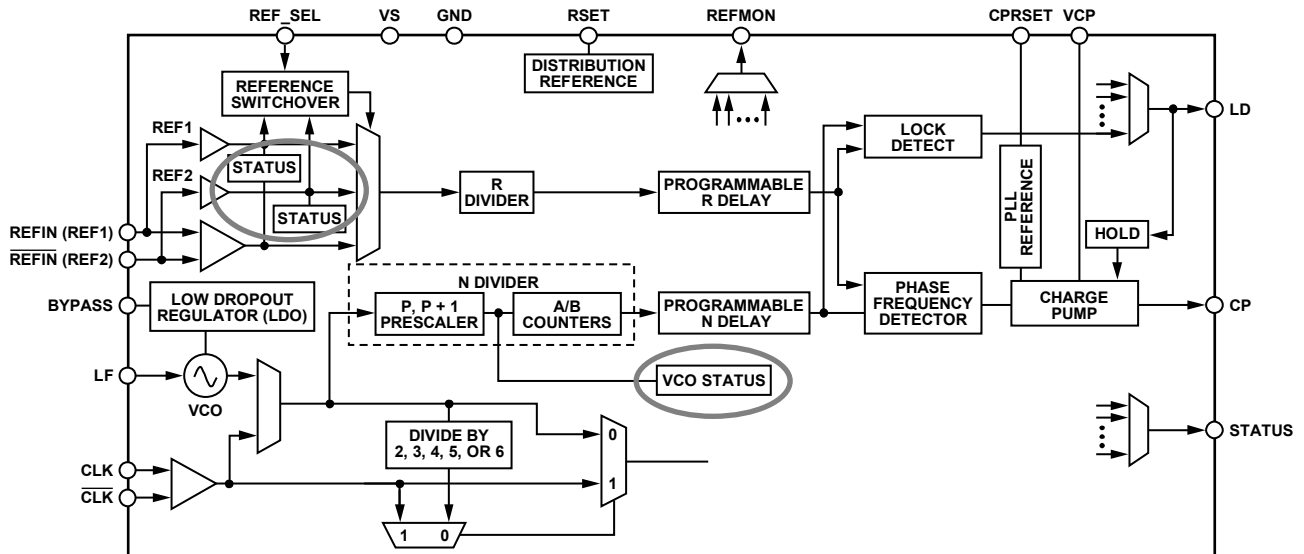 REF_SEL
VS
GND
RSET
REFMON
CPRSET
VCP
DISTRIBUTION
REFERENCE
REFERENCE
SWITCHOVER
REF1
STATUS
REF2
STATUS
REFIN (REF1)
REFIN (REF2)
BYPASS
LOW DROPOUT
REGULATOR (LDO)
LF
VCO
CLK
CLK
R
DIVIDER
PROGRAMMABLE
R DELAY
LOCK
DETECT
LD
PLL
REFERENCE
HOLD
N DIVIDER
P, P + 1
PRESCALER
A/B
COUNTERS
PROGRAMMABLE
N DELAY
PHASE
FREQUENCY
DETECTOR
CHARGE
PUMP
CP
VCO STATUS
DIVIDE BY
2, 3, 4, 5, OR 6
0
1
1 0
STATUS